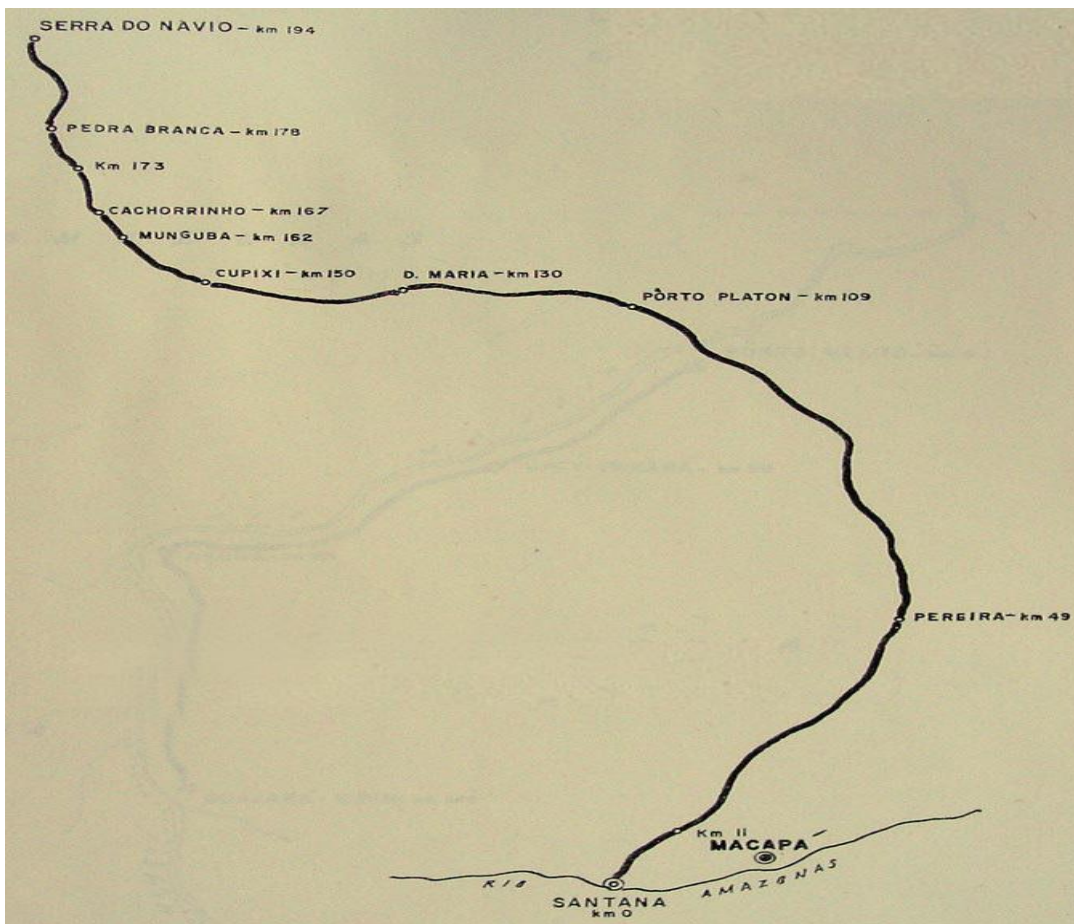 SERRA DO NAVIO – km 194
PEDRA BRANCA – km 178
Km 173
CACHORRINHO – km 167
MUNGUBA – km 162
CUPIXI – km 150
D. MARIA – km 130
PÔRTO PLATON – km 109
PEREIRA – km 49
Km 11
MACAPÁ
RIO AMAZONAS
SANTANA
km 0